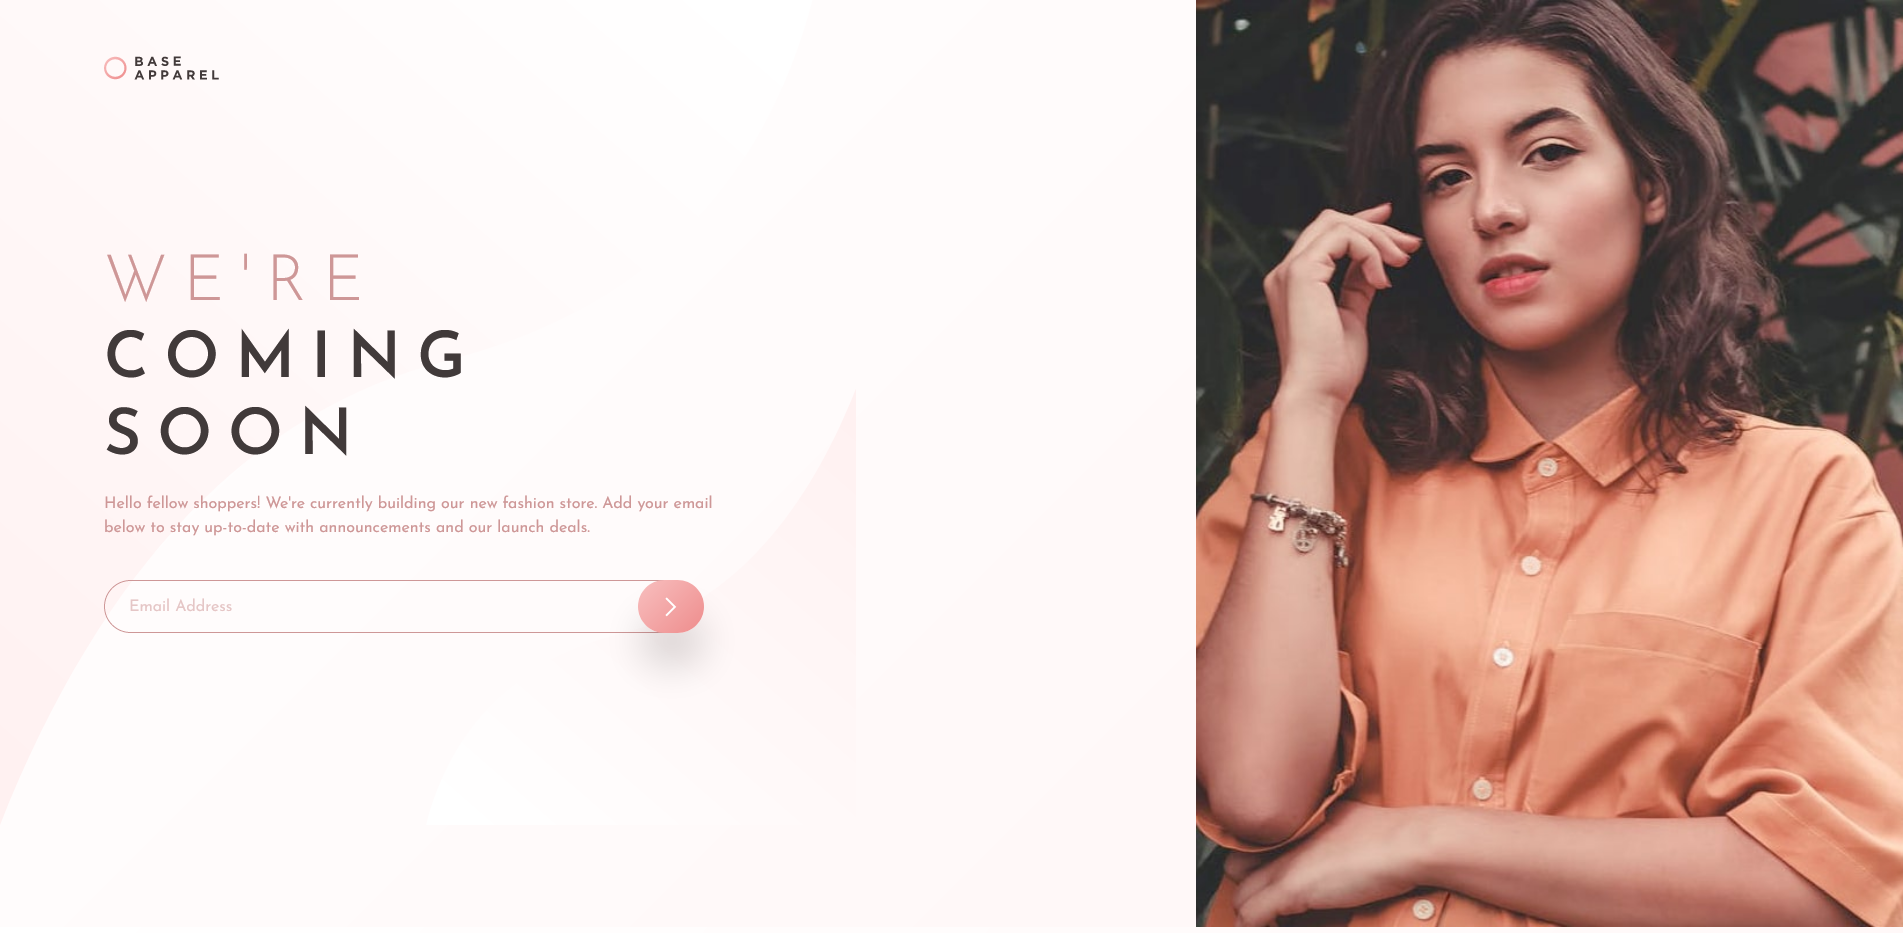 BASE
APPAREL
WE'RE
COMING
SOON
Hello fellow shoppers! We're currently building our new fashion store. Add your email
below to stay up-to-date with announcements and our launch deals.
Email Address